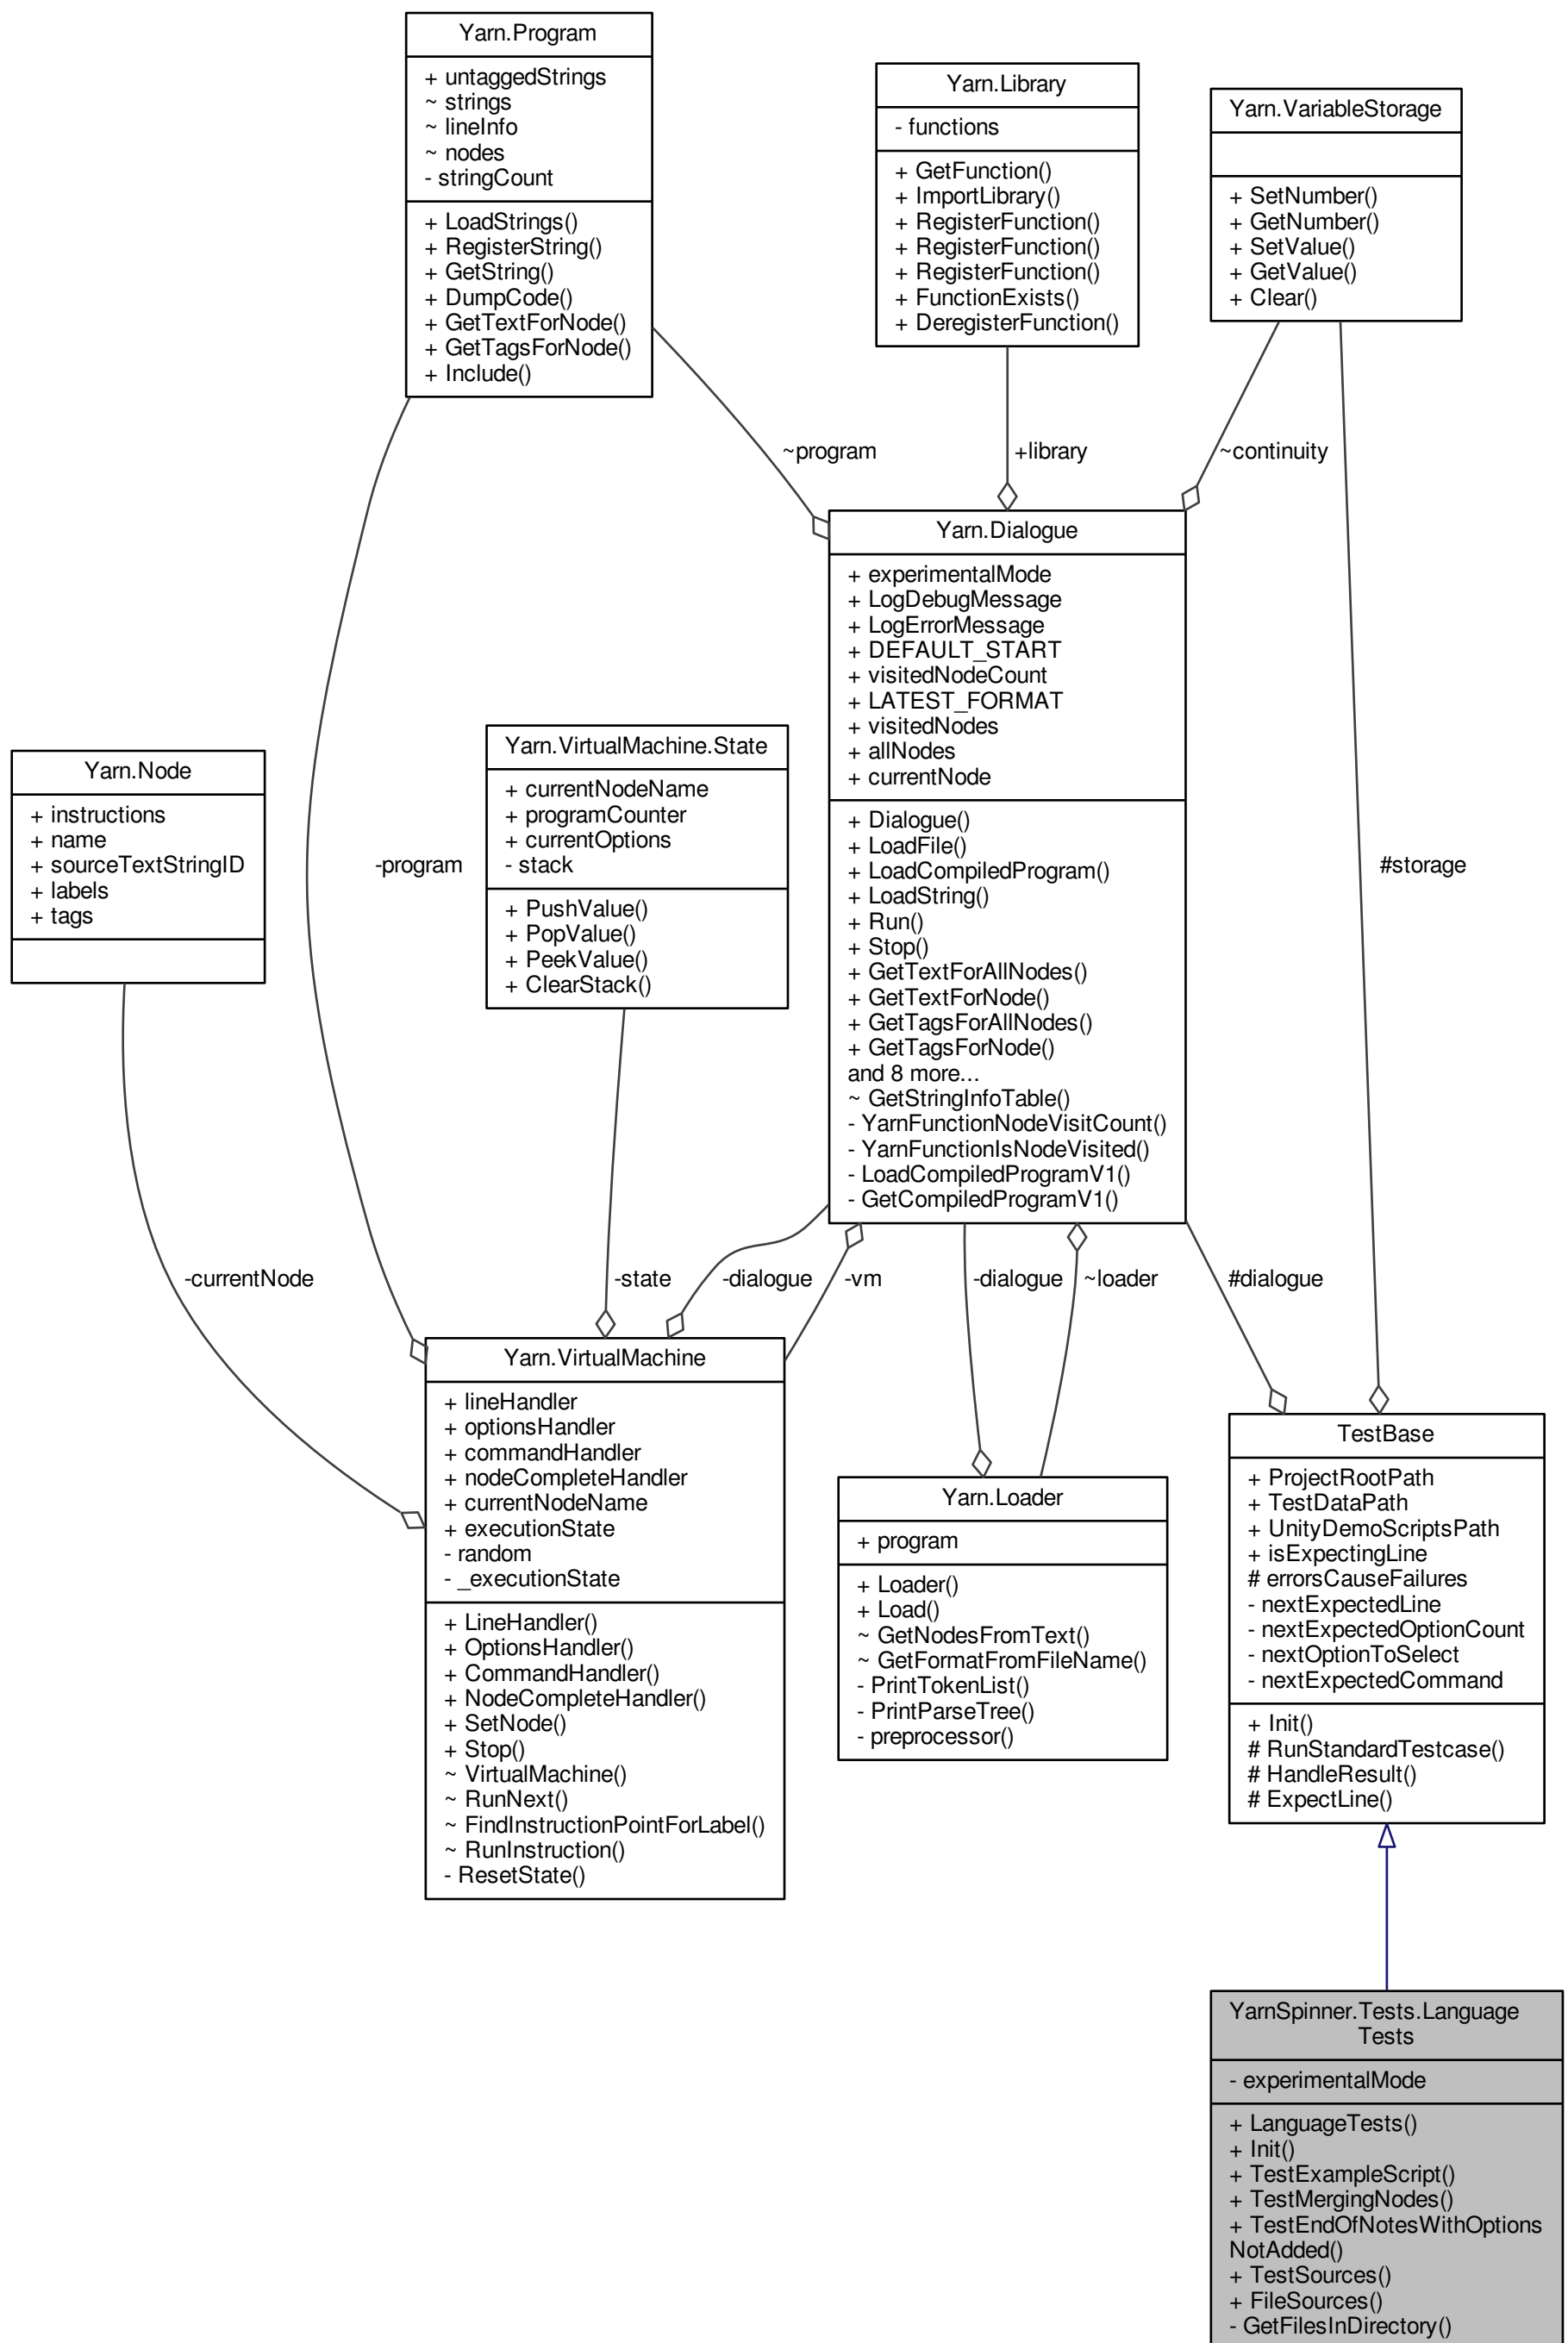 Yarn.Program
+ untaggedStrings
~ strings
~ lineInfo
~ nodes
- stringCount
+ LoadStrings()
+ RegisterString()
+ GetString()
+ DumpCode()
+ GetTextForNode()
+ GetTagsForNode()
+ Include()
Yarn.Library
- functions
+ GetFunction()
+ ImportLibrary()
+ RegisterFunction()
+ RegisterFunction()
+ RegisterFunction()
+ FunctionExists()
+ DeregisterFunction()
Yarn.VariableStorage
+ SetNumber()
+ GetNumber()
+ SetValue()
+ GetValue()
+ Clear()
~program
+library
~continuity
Yarn.Dialogue
+ experimentalMode
+ LogDebugMessage
+ LogErrorMessage
+ DEFAULT_START
+ visitedNodeCount
+ LATEST_FORMAT
+ visitedNodes
+ allNodes
+ currentNode
+ Dialogue()
+ LoadFile()
+ LoadCompiledProgram()
+ LoadString()
+ Run()
+ Stop()
+ GetTextForAllNodes()
+ GetTextForNode()
+ GetTagsForAllNodes()
+ GetTagsForNode()
and 8 more...
~ GetStringInfoTable()
- YarnFunctionNodeVisitCount()
- YarnFunctionIsNodeVisited()
- LoadCompiledProgramV1()
- GetCompiledProgramV1()
Yarn.Node
+ instructions
+ name
+ sourceTextStringID
+ labels
+ tags
-program
Yarn.VirtualMachine.State
+ currentNodeName
+ programCounter
+ currentOptions
- stack
+ PushValue()
+ PopValue()
+ PeekValue()
+ ClearStack()
#storage
-currentNode
-state
-dialogue
-vm
-dialogue
~loader
#dialogue
Yarn.VirtualMachine
+ lineHandler
+ optionsHandler
+ commandHandler
+ nodeCompleteHandler
+ currentNodeName
+ executionState
- random
- _executionState
+ LineHandler()
+ OptionsHandler()
+ CommandHandler()
+ NodeCompleteHandler()
+ SetNode()
+ Stop()
~ VirtualMachine()
~ RunNext()
~ FindInstructionPointForLabel()
~ RunInstruction()
- ResetState()
Yarn.Loader
+ program
+ Loader()
+ Load()
~ GetNodesFromText()
~ GetFormatFromFileName()
- PrintTokenList()
- PrintParseTree()
- preprocessor()
TestBase
+ ProjectRootPath
+ TestDataPath
+ UnityDemoScriptsPath
+ isExpectingLine
# errorsCauseFailures
- nextExpectedLine
- nextExpectedOptionCount
- nextOptionToSelect
- nextExpectedCommand
+ Init()
# RunStandardTestcase()
# HandleResult()
# ExpectLine()
YarnSpinner.Tests.Language
Tests
- experimentalMode
+ LanguageTests()
+ Init()
+ TestExampleScript()
+ TestMergingNodes()
+ TestEndOfNotesWithOptions
NotAdded()
+ TestSources()
+ FileSources()
- GetFilesInDirectory()